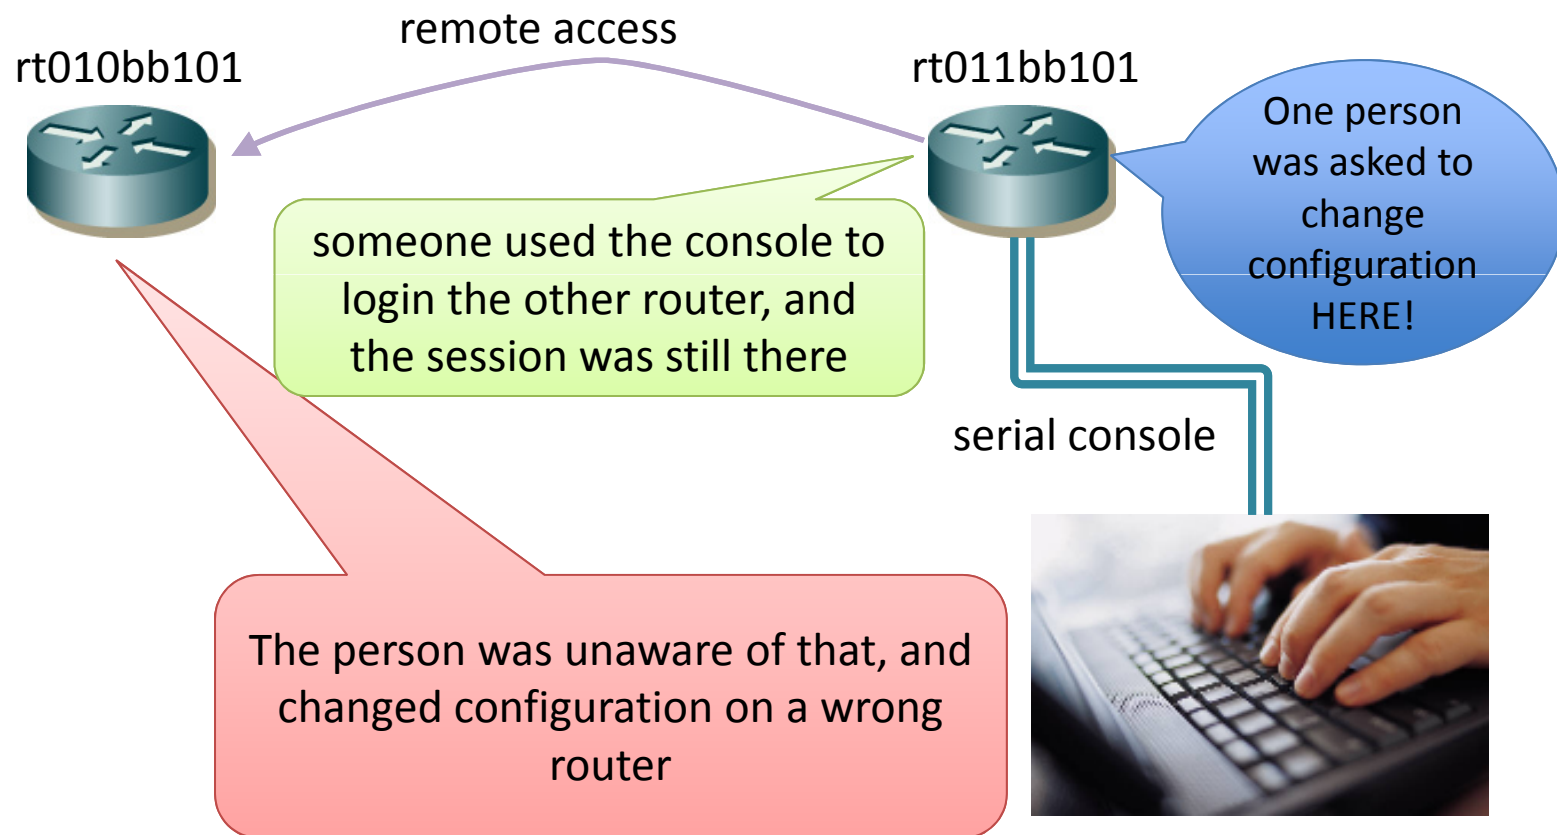 remote access
rt010bb101
rt011bb101
One person
was asked to
change
configuration
HERE!
someone used the console to
login the other router, and
the session was still there
serial console
The person was unaware of that, and
changed configuration on a wrong
router